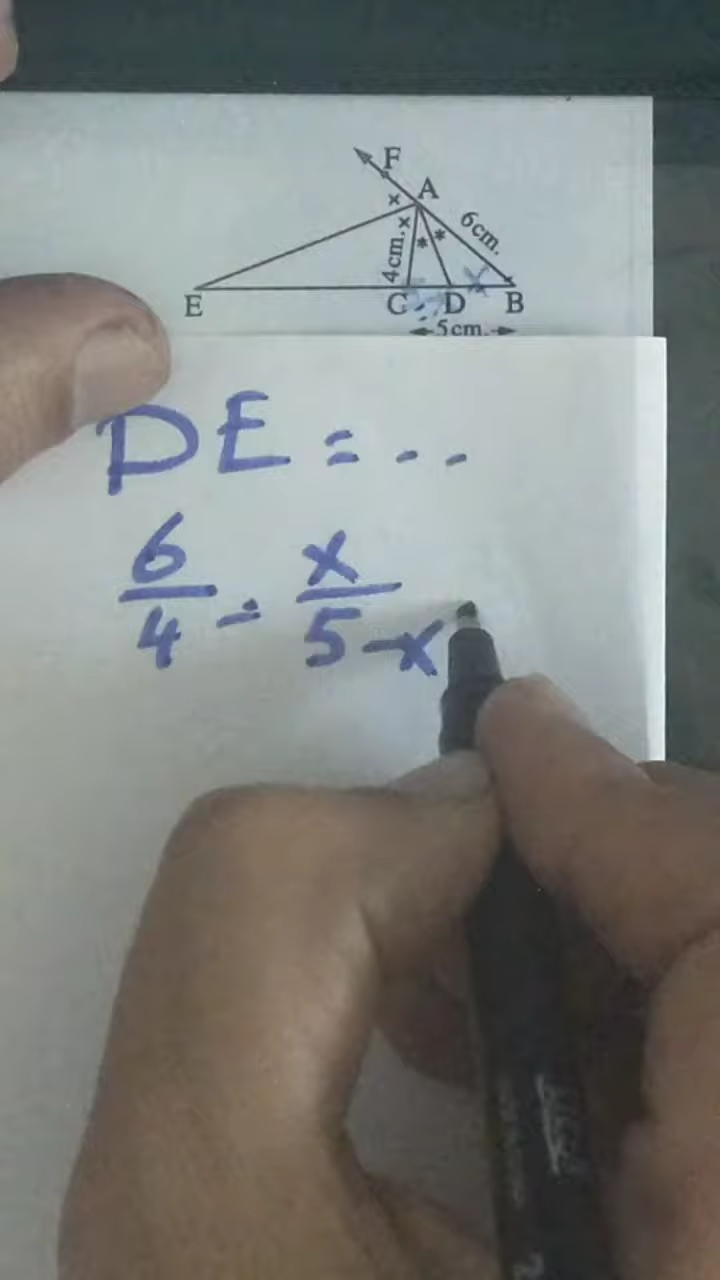 F
A
6cm.
x
x
4cm.
*
*
x
E
C
D
B
5cm.
DE = ..
6/4 = x/5-x